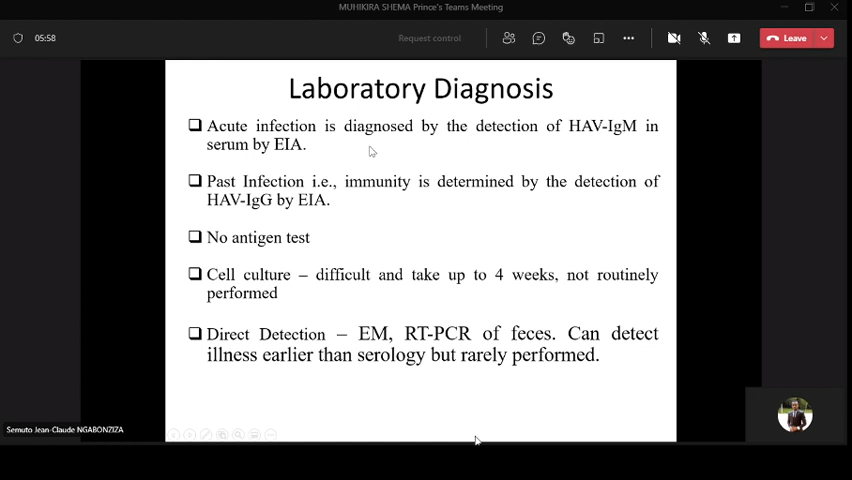 MUHIKIRA SHEMA Prince's Teams Meeting
05:58
Request control
Leave
Laboratory Diagnosis
Acute infection is diagnosed by the detection of HAV-IgM in
serum by EIA.
Past Infection i.e., immunity is determined by the detection of
HAV-IgG by EIA.
No antigen test
Cell culture – difficult and take up to 4 weeks, not routinely
performed
Direct Detection – EM, RT-PCR of feces. Can detect
illness earlier than serology but rarely performed.
Semuto Jean-Claude NGABONZIZA